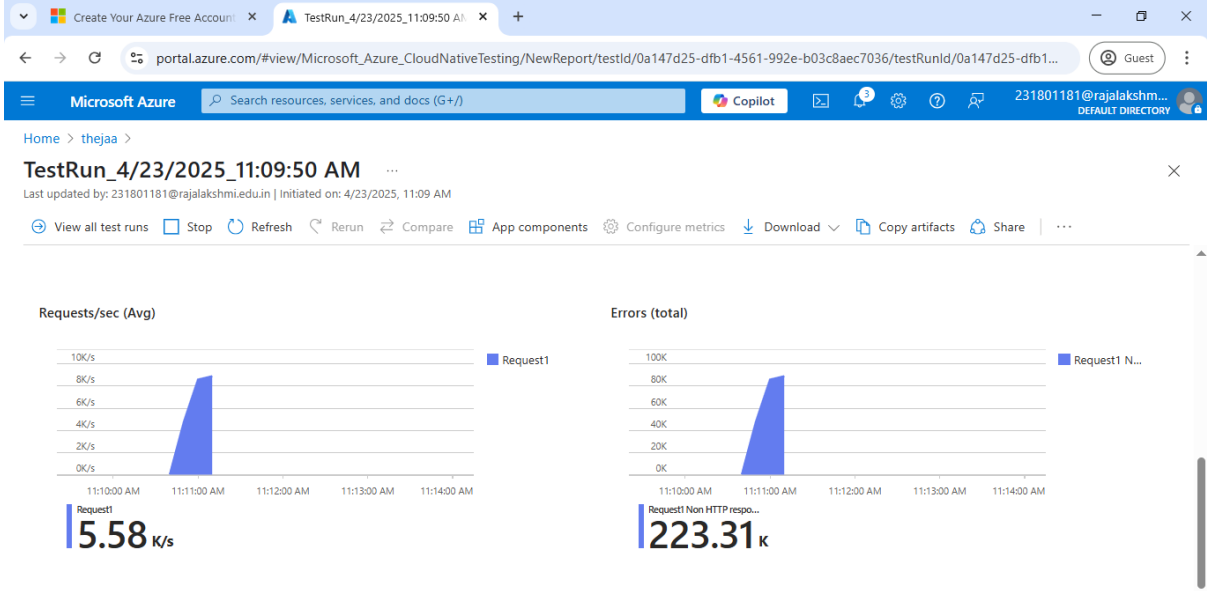 Create Your Azure Free Account
TestRun_4/23/2025_11:09:50 AM
portal.azure.com/#view/Microsoft_Azure_CloudNativeTesting/NewReport/testId/0a147d25-dfb1-4561-992e-b03c8aec7036/testRunId/0a147d25-dfb1...
Guest
Microsoft Azure
Search resources, services, and docs (G+/)
Copilot
3
231801181@rajalakshm...
DEFAULT DIRECTORY
Home > thejaa >
TestRun_4/23/2025_11:09:50 AM ...
Last updated by: 231801181@rajalakshmi.edu.in | Initiated on: 4/23/2025, 11:09 AM
View all test runs Stop Refresh Rerun Compare App components Configure metrics Download Copy artifacts Share ...
Requests/sec (Avg)
10K/s
8K/s
6K/s
4K/s
2K/s
0K/s
11:10:00 AM 11:11:00 AM 11:12:00 AM 11:13:00 AM 11:14:00 AM
Request1
Request1
5.58 K/s
Errors (total)
100K
80K
60K
40K
20K
0K
11:10:00 AM 11:11:00 AM 11:12:00 AM 11:13:00 AM 11:14:00 AM
Request1 N...
Request1 Non HTTP respo...
223.31 K